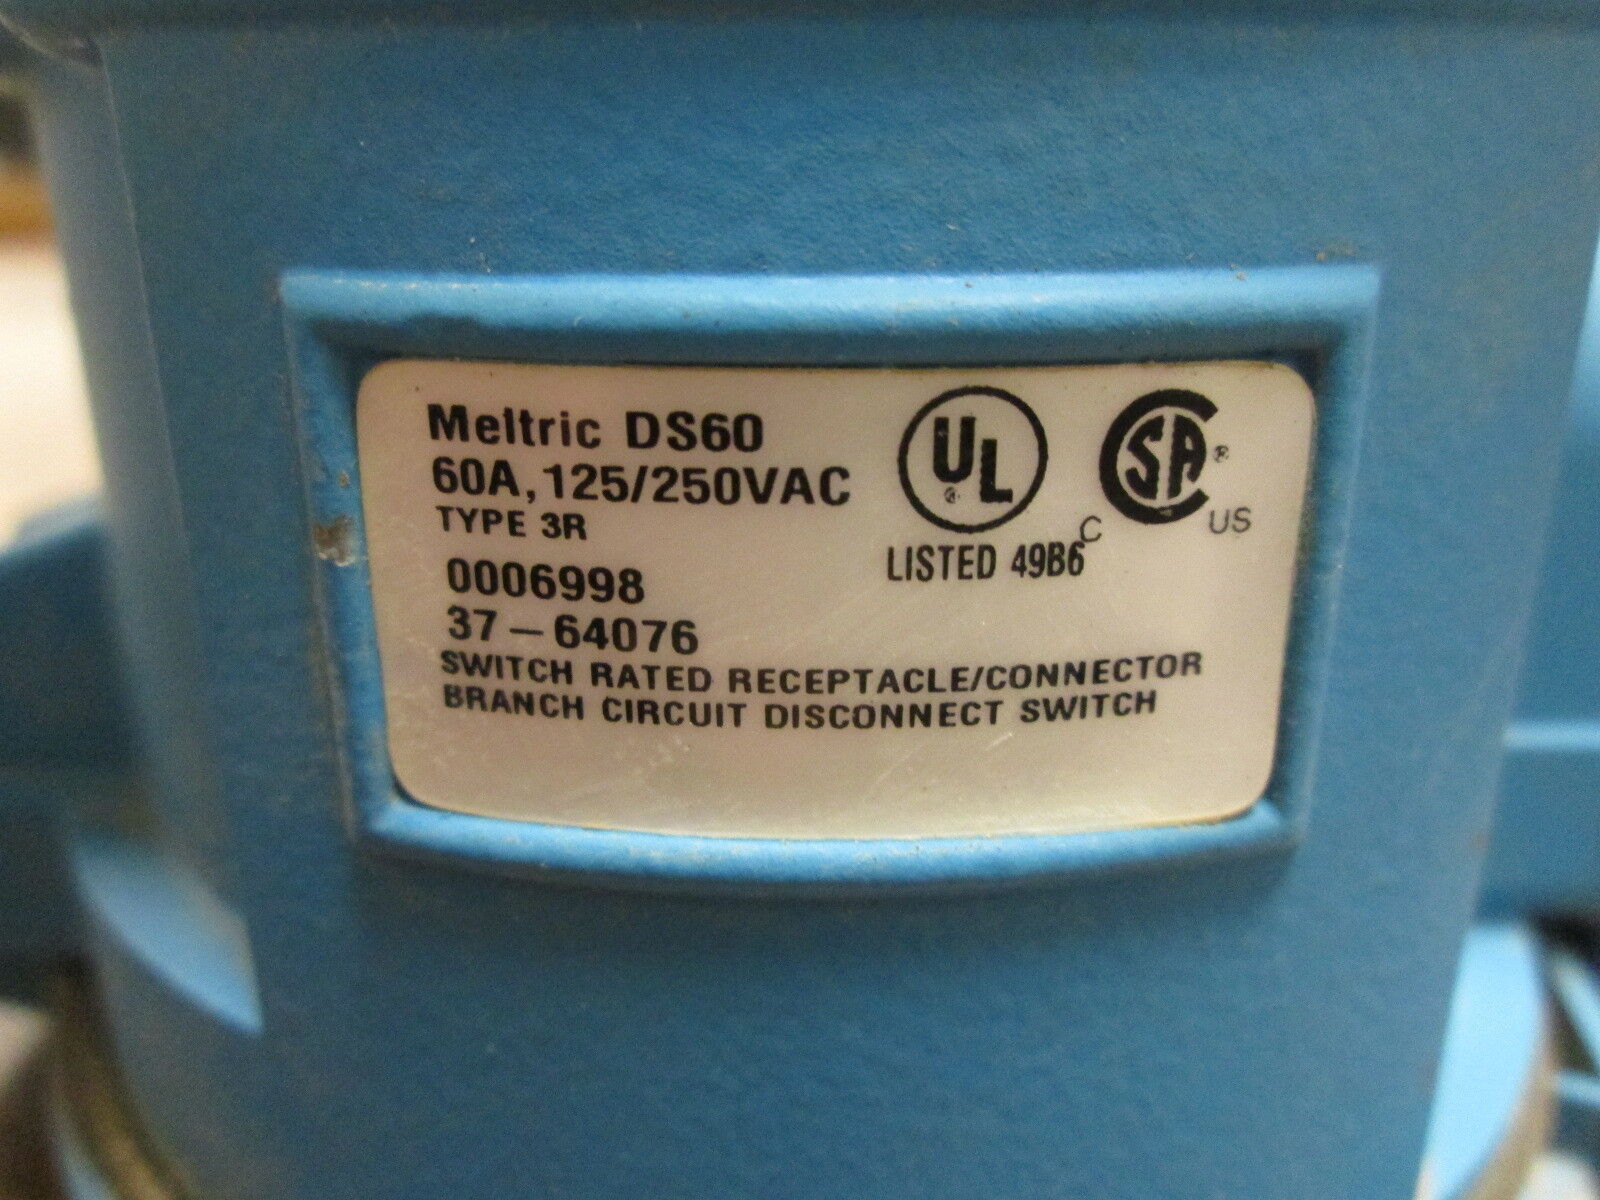 Meltric DS60
60A, 125/250VAC
TYPE 3R
0006998
37-64076
SWITCH RATED RECEPTACLE/CONNECTOR
BRANCH CIRCUIT DISCONNECT SWITCH
UL ®
LISTED 49B6
C SA ® US